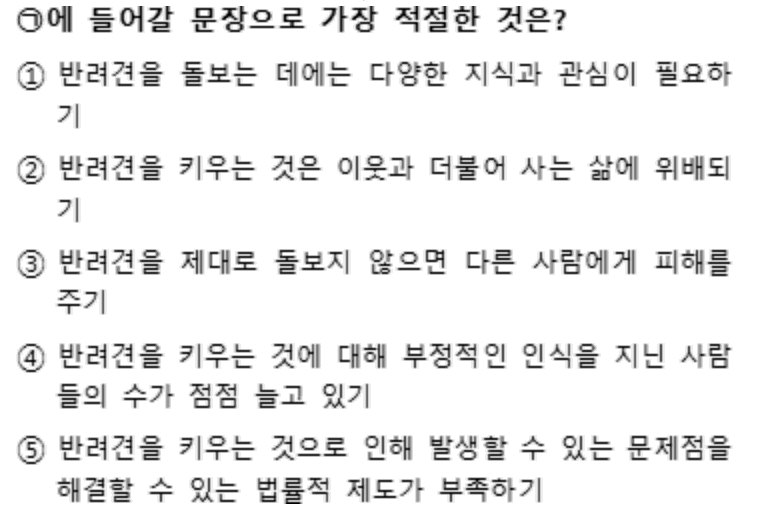 ㉠에 들어갈 문장으로 가장 적절한 것은?
① 반려견을 돌보는 데에는 다양한 지식과 관심이 필요하
기
② 반려견을 키우는 것은 이웃과 더불어 사는 삶에 위배되
기
③ 반려견을 제대로 돌보지 않으면 다른 사람에게 피해를
주기
④ 반려견을 키우는 것에 대해 부정적인 인식을 지닌 사람
들의 수가 점점 늘고 있기
⑤ 반려견을 키우는 것으로 인해 발생할 수 있는 문제점을
해결할 수 있는 법률적 제도가 부족하기